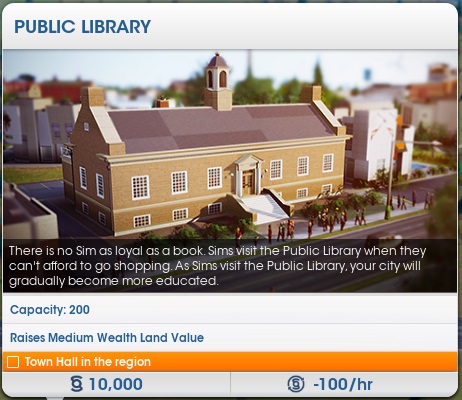 PUBLIC LIBRARY
There is no Sim as loyal as a book. Sims visit the Public Library when they
can't afford to go shopping. As Sims visit the Public Library, your city will
gradually become more educated.
Capacity: 200
Raises Medium Wealth Land Value
Town Hall in the region
10,000
-100/hr